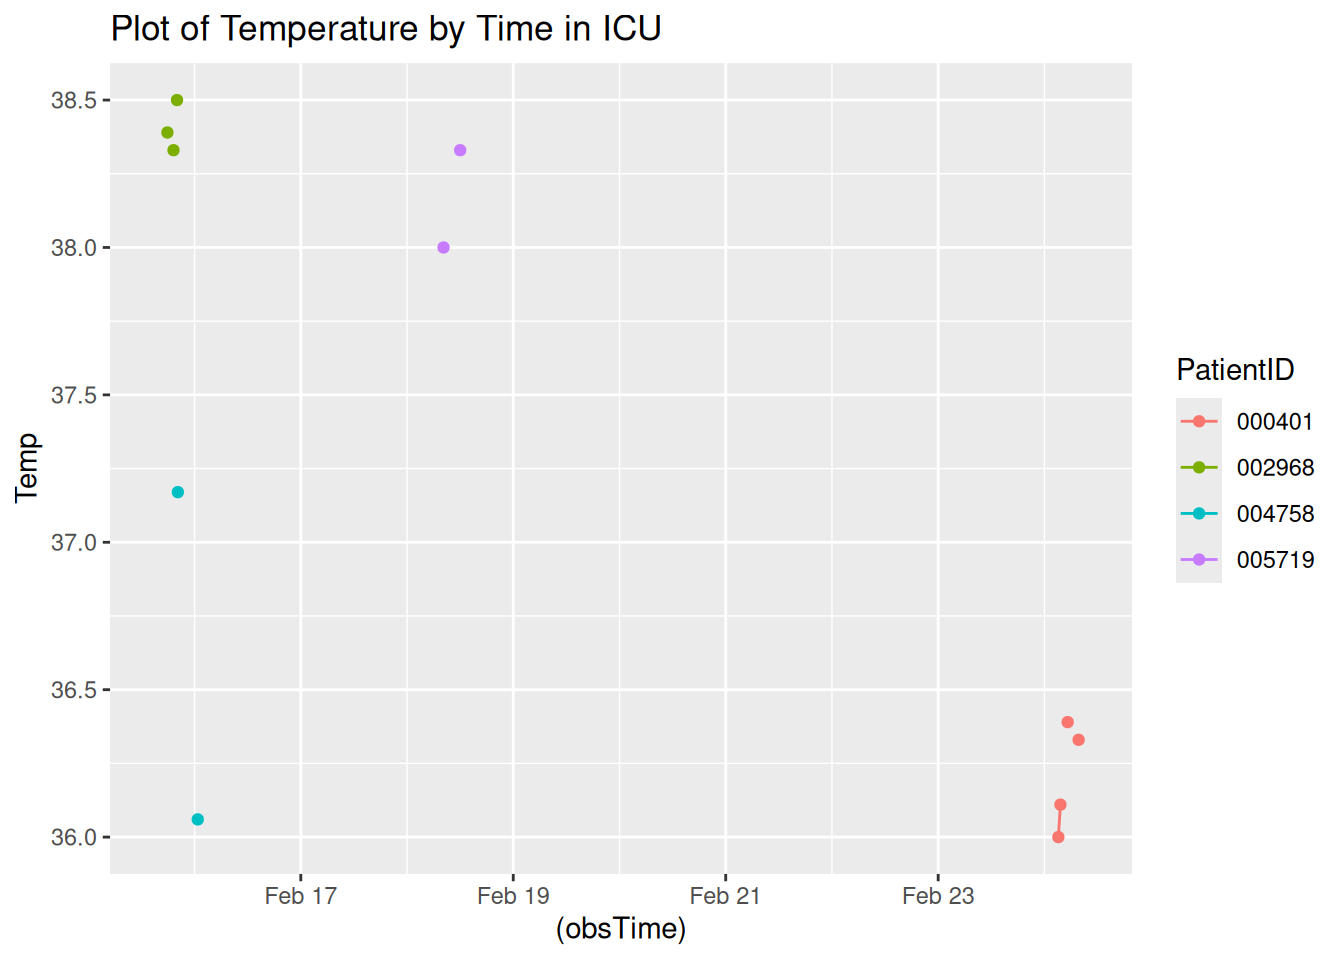 Plot of Temperature by Time in ICU
38.5
38.0
37.5
37.0
36.5
36.0
Temp
Feb 17 Feb 19 Feb 21 Feb 23
(obsTime)
PatientID
000401
002968
004758
005719